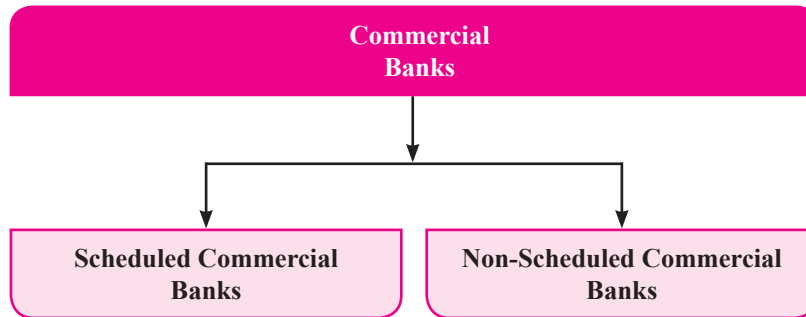 Commercial
Banks
Scheduled Commercial
Banks
Non-Scheduled Commercial
Banks